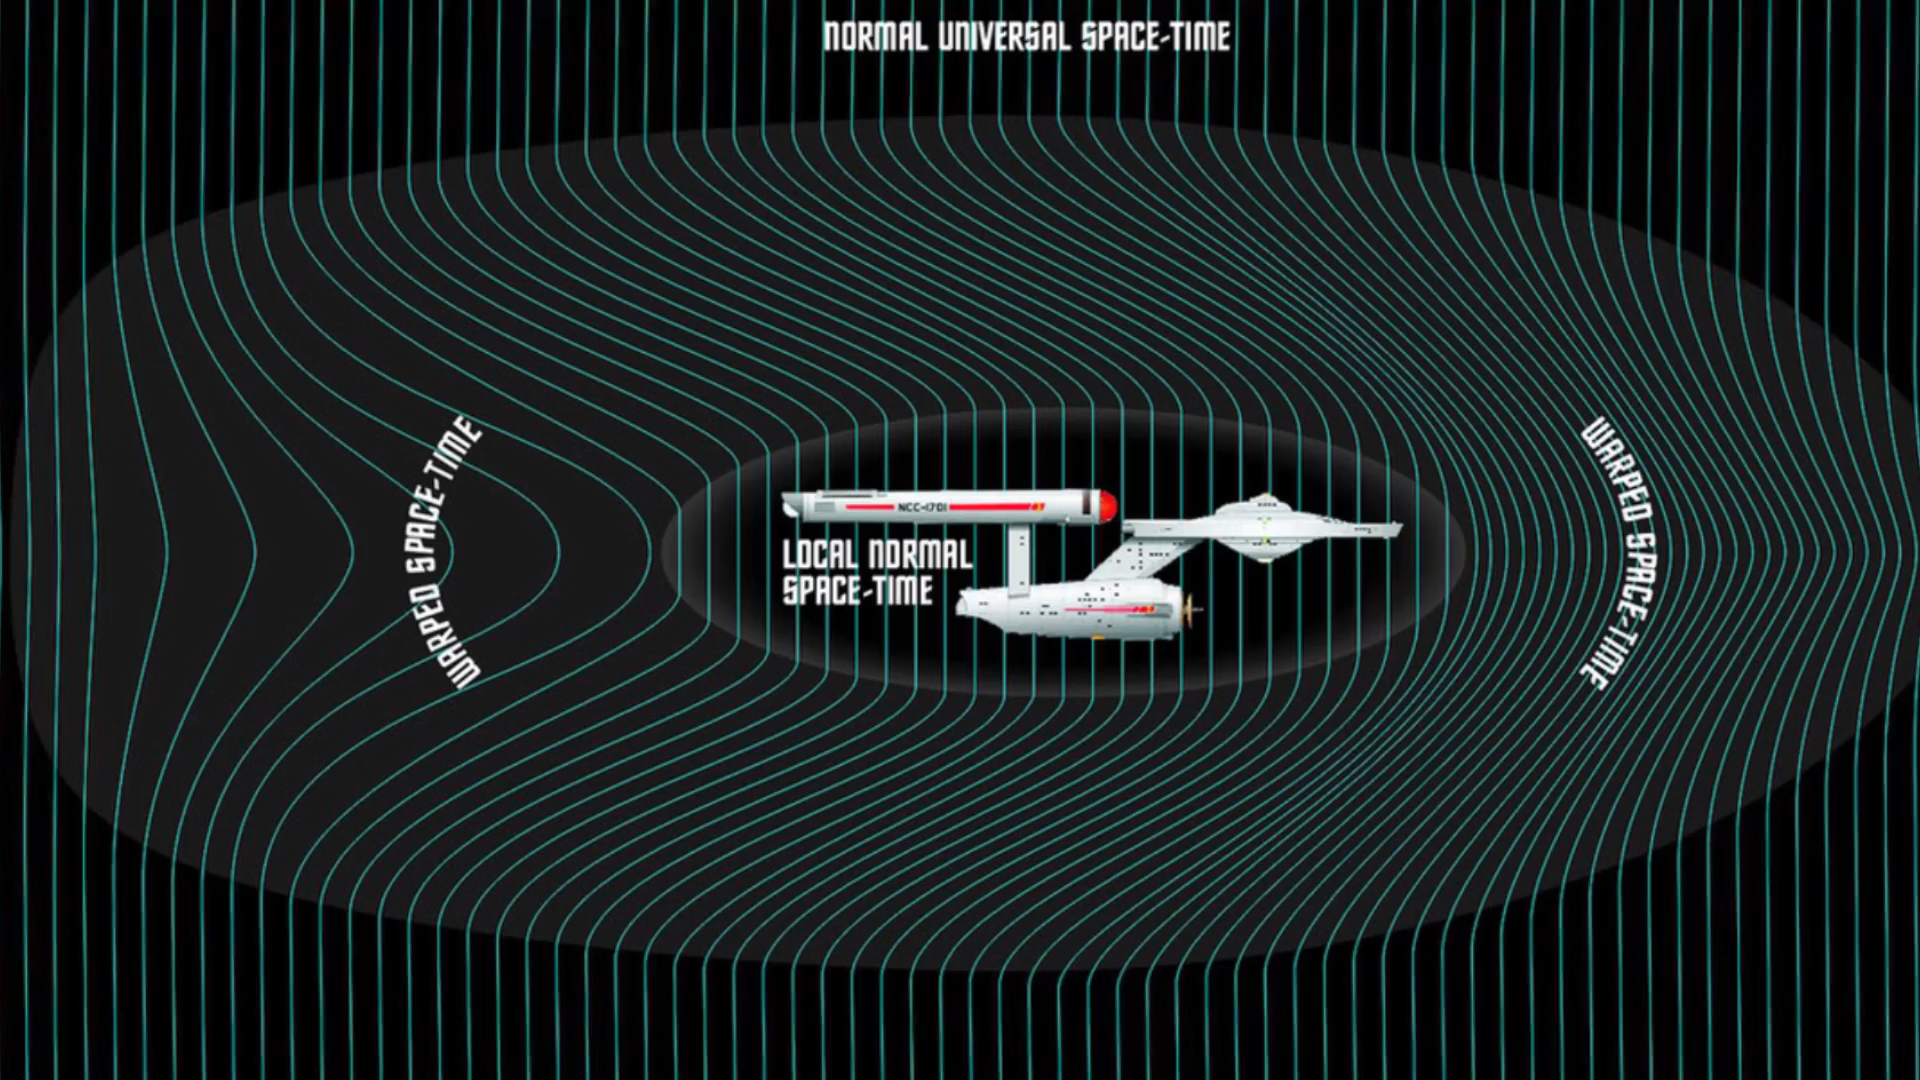 NORMAL UNIVERSAL SPACE-TIME
WARPED SPACE-TIME
NCC-1701
LOCAL NORMAL
SPACE-TIME
WARPED SPACE-TIME